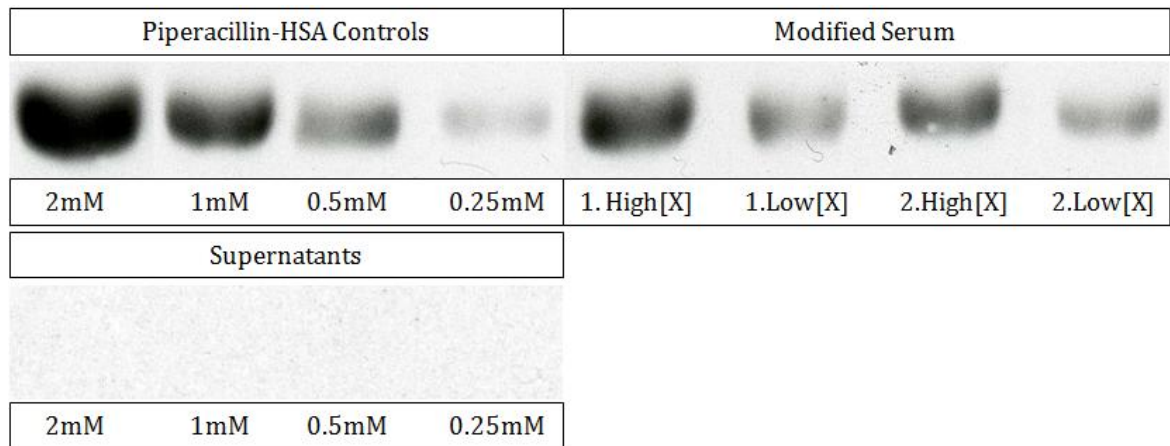 Piperacillin-HSA Controls Modified Serum
2mM 1mM 0.5mM 0.25mM 1. High[X] 1.Low[X] 2.High[X] 2.Low[X]
Supernatants
2mM 1mM 0.5mM 0.25mM